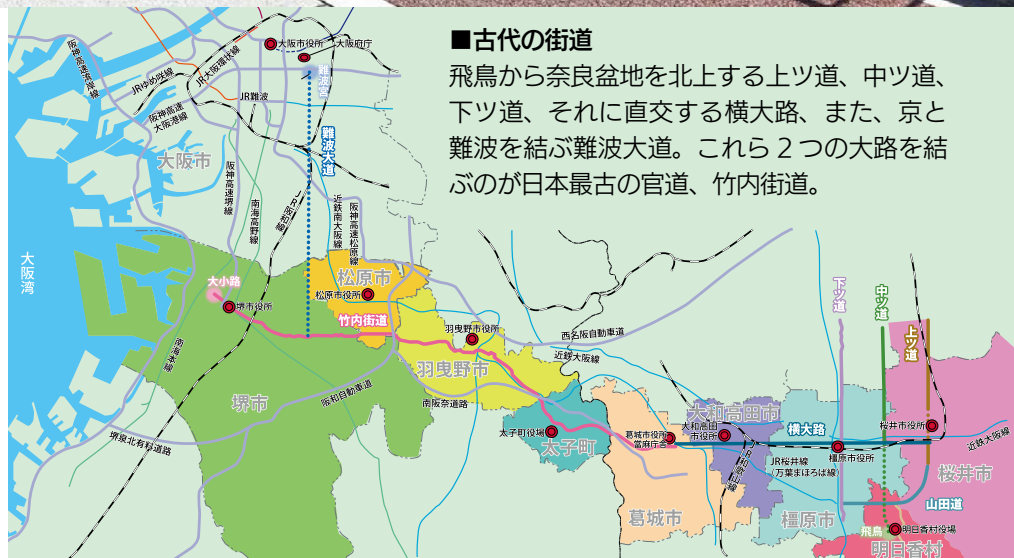 ■古代の街道
飛鳥から奈良盆地を北上する上ツ道、中ツ道、
下ツ道、それに直交する横大路、また、京と
難波を結ぶ難波大道。これら2つの大路を結
ぶのが日本最古の官道、竹内街道。
大阪市役所
大阪府庁
阪神高速湾岸線
JRゆめ咲線
JR大阪環状線
難波宮
JR難波
阪神高速
大阪港線
難波大道
大阪市
阪神高速堺線
南海高野線
JR阪和線
近鉄南大阪線
阪神高速松原線
大阪湾
大小路
堺市役所
松原市
松原市役所
竹内街道
羽曳野市役所
西名阪自動車道
近鉄大阪線
羽曳野市
南海本線
堺市
阪和自動車道
南阪奈道路
堺泉北有料道路
太子町役場
太子町
葛城市役所
當麻庁舎
大和高田市
大和高田
市役所
JR和歌山線
横大路
JR桜井線
(万葉まほろば線)
橿原市役所
下ツ道
中ツ道
上ツ道
桜井市役所
近鉄大阪線
桜井市
山田道
葛城市
橿原市
飛鳥
明日香村役場
明日香村